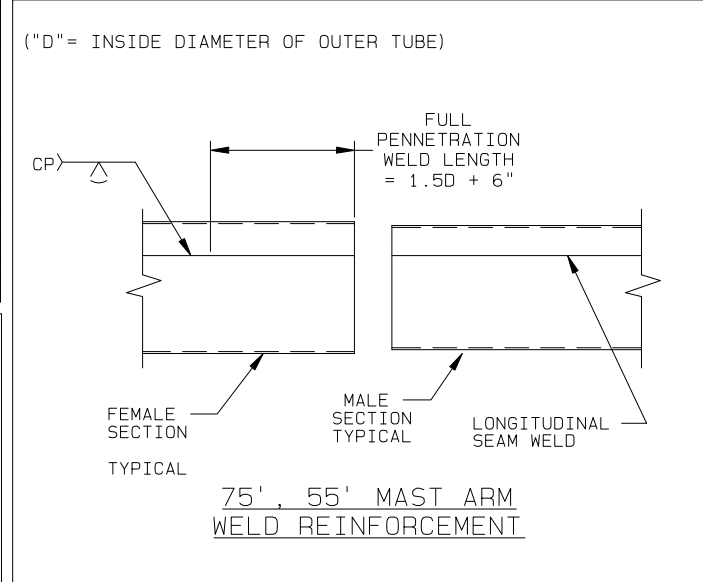 ("D"= INSIDE DIAMETER OF OUTER TUBE)
FULL
PENNETRATION
WELD LENGTH
= 1.5D + 6"
CP
FEMALE
SECTION
TYPICAL
MALE
SECTION
TYPICAL
LONGITUDINAL
SEAM WELD
75', 55' MAST ARM
WELD REINFORCEMENT